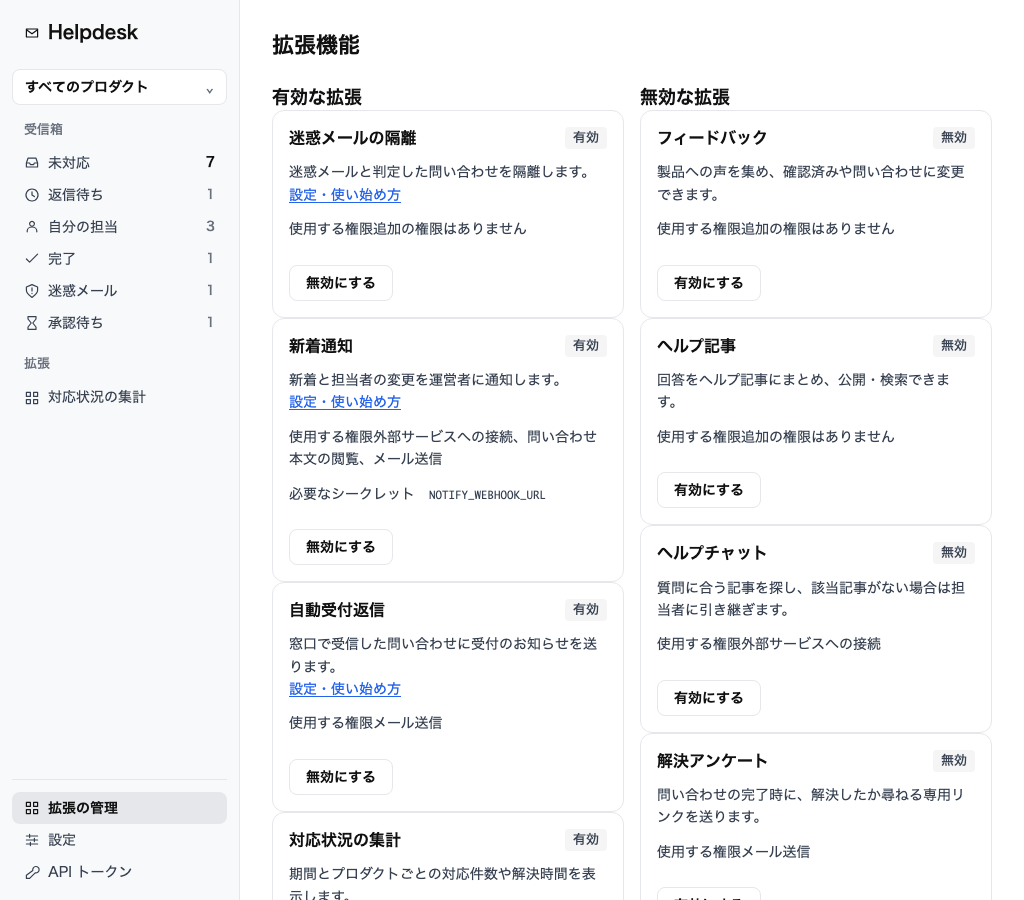 Helpdesk
すべてのプロダクト
受信箱
未対応 7
返信待ち 1
自分の担当 3
完了 1
迷惑メール 1
承認待ち 1
拡張
対応状況の集計
拡張の管理
設定
API トークン
拡張機能
有効な拡張
迷惑メールの隔離 有効
迷惑メールと判定した問い合わせを隔離します。
設定・使い始め方
使用する権限追加の権限はありません
無効にする
新着通知 有効
新着と担当者の変更を運営者に通知します。
設定・使い始め方
使用する権限外部サービスへの接続、問い合わせ
本文の閲覧、メール送信
必要なシークレット NOTIFY_WEBHOOK_URL
無効にする
自動受付返信 有効
窓口で受信した問い合わせに受付のお知らせを送
ります。
設定・使い始め方
使用する権限メール送信
無効にする
対応状況の集計 有効
期間とプロダクトごとの対応件数や解決時間を表
示します。
無効な拡張
フィードバック 無効
製品への声を集め、確認済みや問い合わせに変更
できます。
使用する権限追加の権限はありません
有効にする
ヘルプ記事 無効
回答をヘルプ記事にまとめ、公開・検索できま
す。
使用する権限追加の権限はありません
有効にする
ヘルプチャット 無効
質問に合う記事を探し、該当記事がない場合は担
当者に引き継ぎます。
使用する権限外部サービスへの接続
有効にする
解決アンケート 無効
問い合わせの完了時に、解決したか尋ねる専用リ
ンクを送ります。
使用する権限メール送信